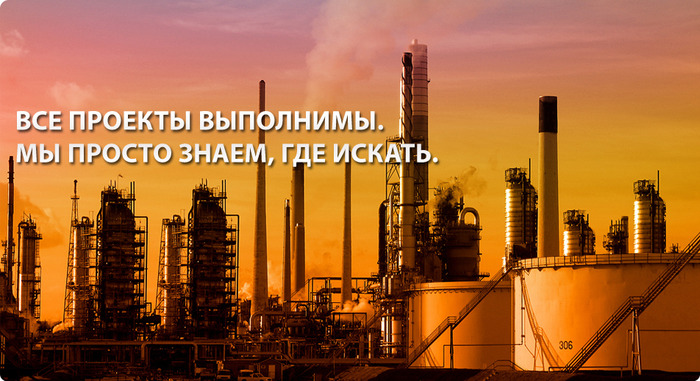 ВСЕ ПРОЕКТЫ ВЫПОЛНИМЫ.
МЫ ПРОСТО ЗНАЕМ, ГДЕ ИСКАТЬ.
306